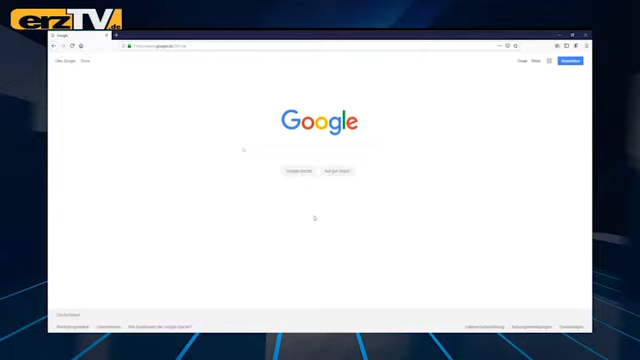 erzTV.de
Google
Über Google
Gmail Bilder
Anmelden
Google
Google-Suche Auf gut Glück!
Deutschland
Werbeprogramme Unternehmen Wie funktioniert die Google-Suche?
Datenschutzerklärung Nutzungsbedingungen Einstellungen